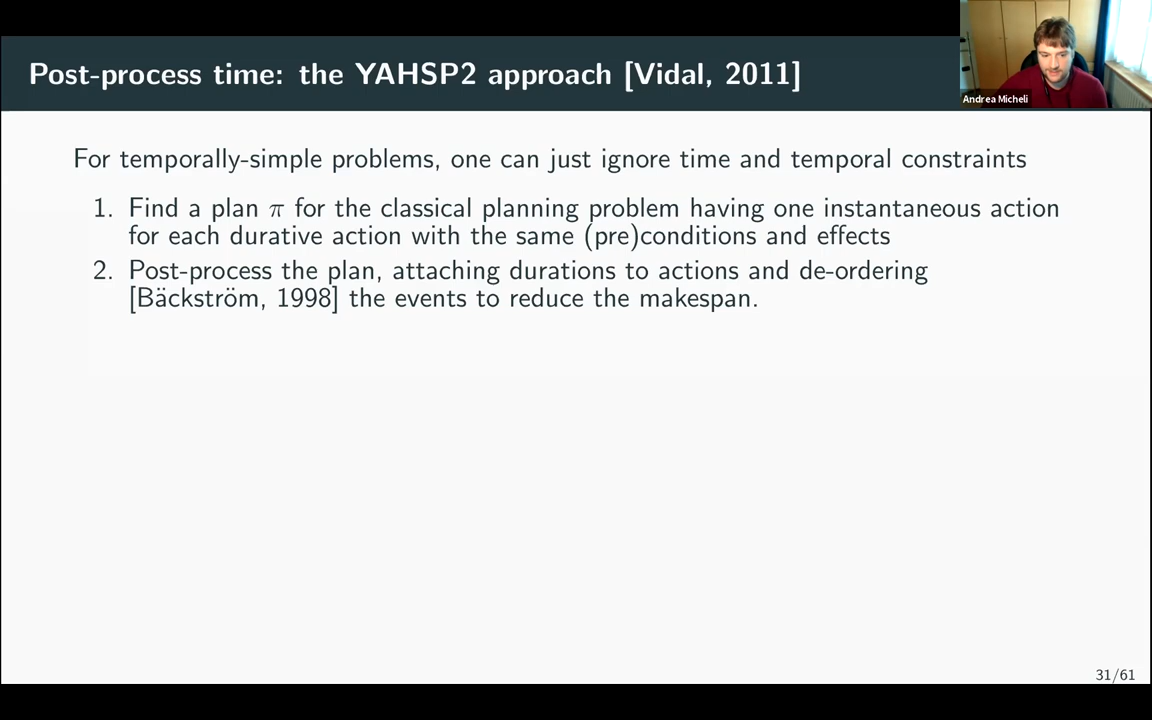 Post-process time: the YAHSP2 approach [Vidal, 2011]
Andrea Micheli
For temporally-simple problems, one can just ignore time and temporal constraints
1. Find a plan π for the classical planning problem having one instantaneous action
for each durative action with the same (pre)conditions and effects
2. Post-process the plan, attaching durations to actions and de-ordering
[Bäckström, 1998] the events to reduce the makespan.
31/61